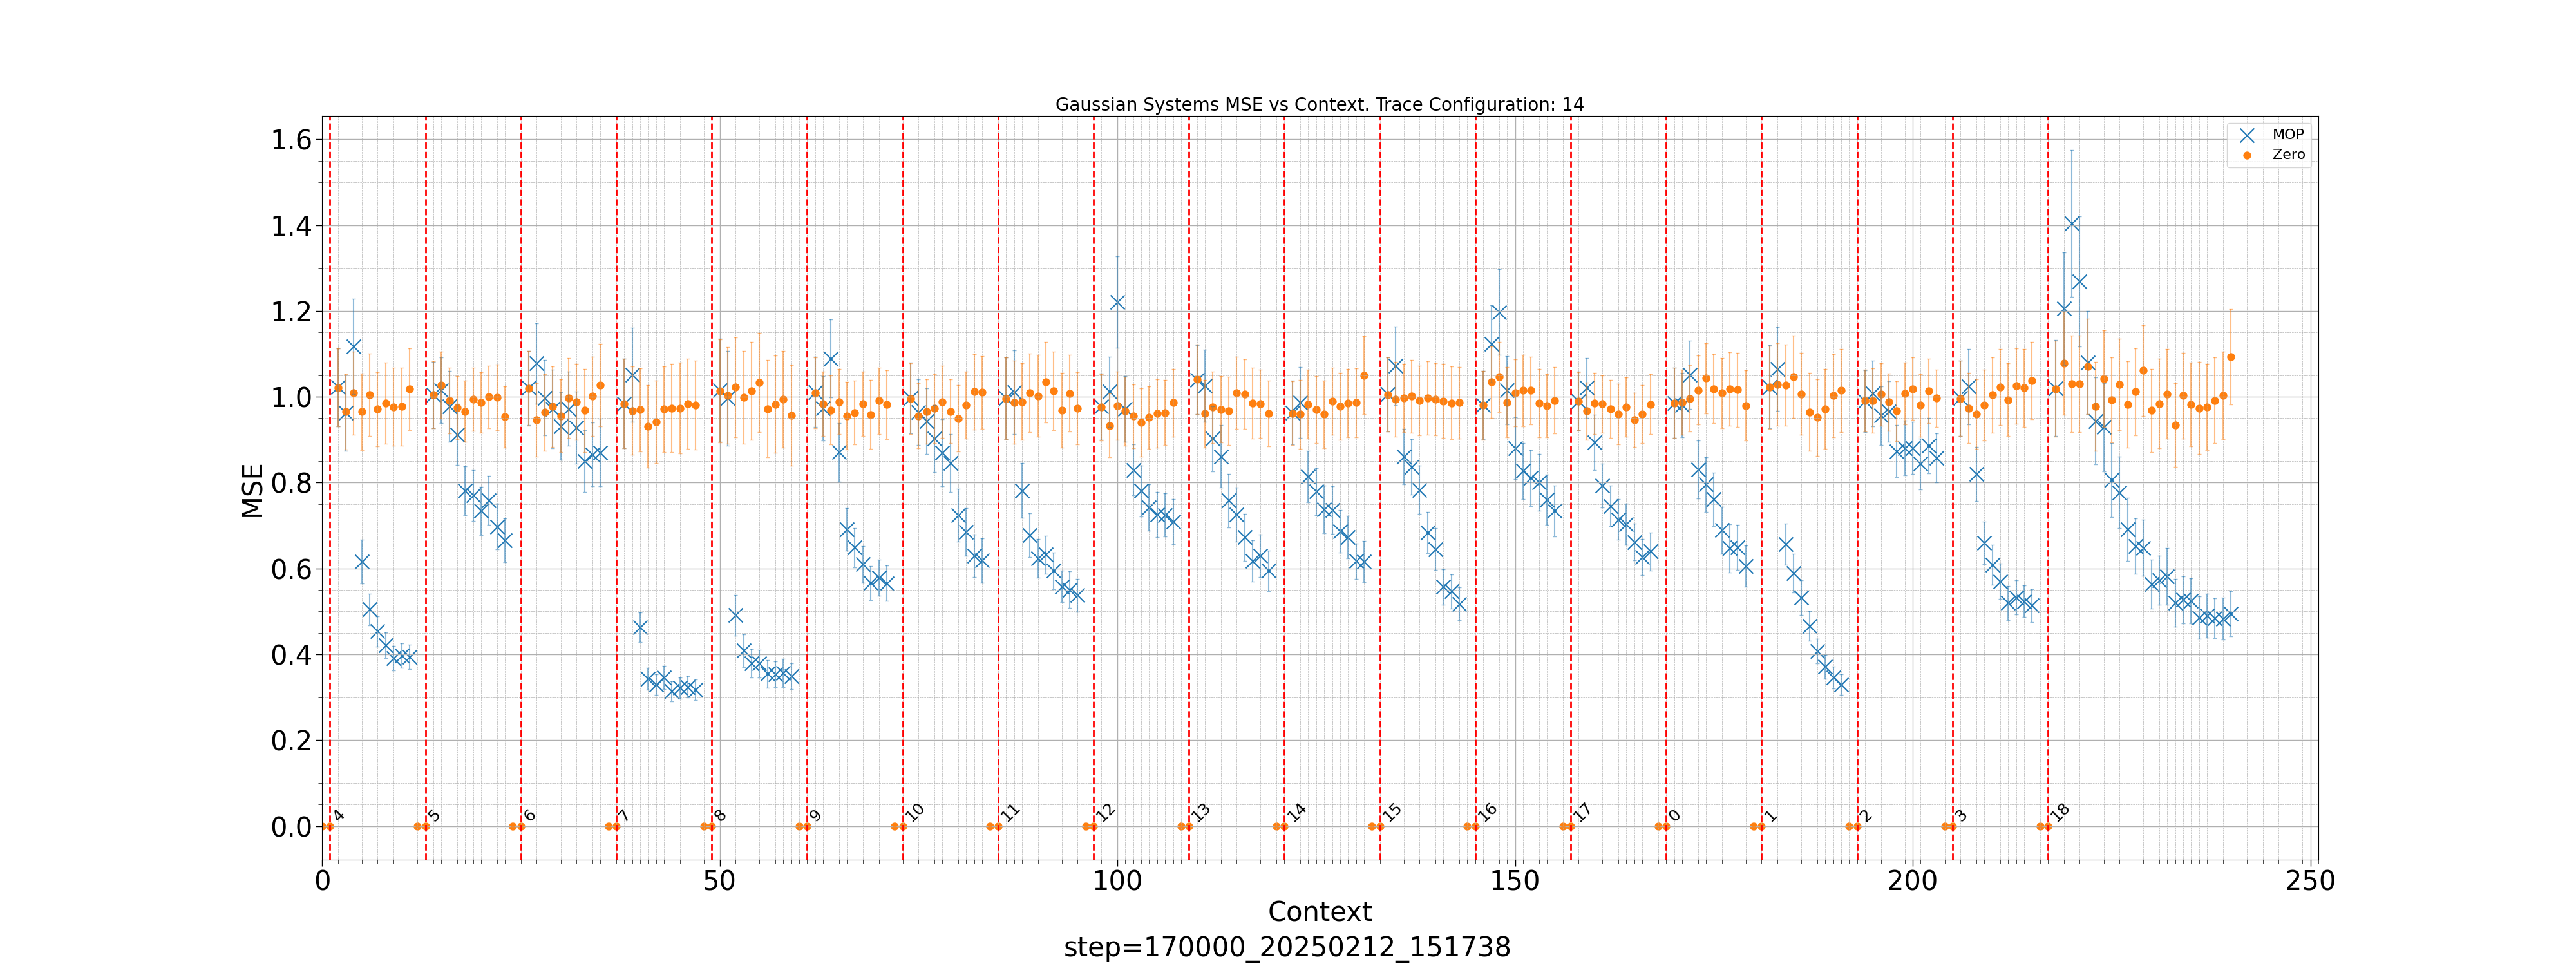 Gaussian Systems MSE vs Context. Trace Configuration: 14
MOP
Zero
MSE
1.6
1.4
1.2
1.0
0.8
0.6
0.4
0.2
0.0
4 5 6 7 8 9 10 11 12 13 14 15 16 17 0 1 2 3 18
0 50 100 150 200 250
Context
step=170000_20250212_151738